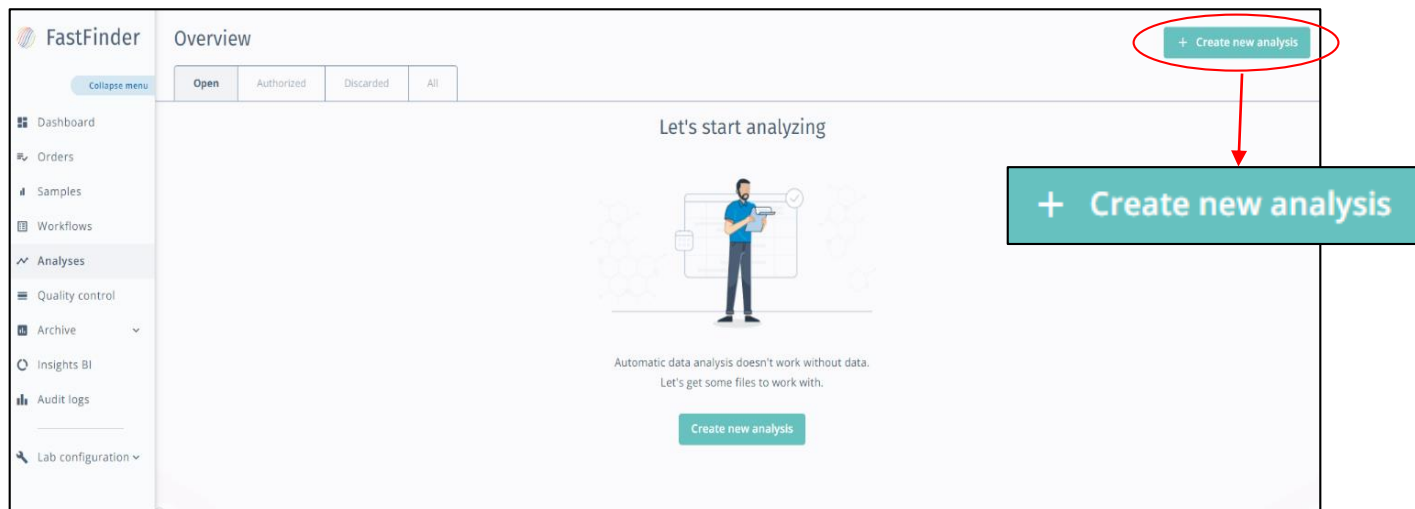 FastFinder
Collapse menu
Dashboard
Orders
Samples
Workflows
Analyses
Quality control
Archive
Insights BI
Audit logs
Lab configuration
Overview
+ Create new analysis
Open
Authorized
Discarded
All
Let's start analyzing
+ Create new analysis
Automatic data analysis doesn't work without data.
Let's get some files to work with.
Create new analysis